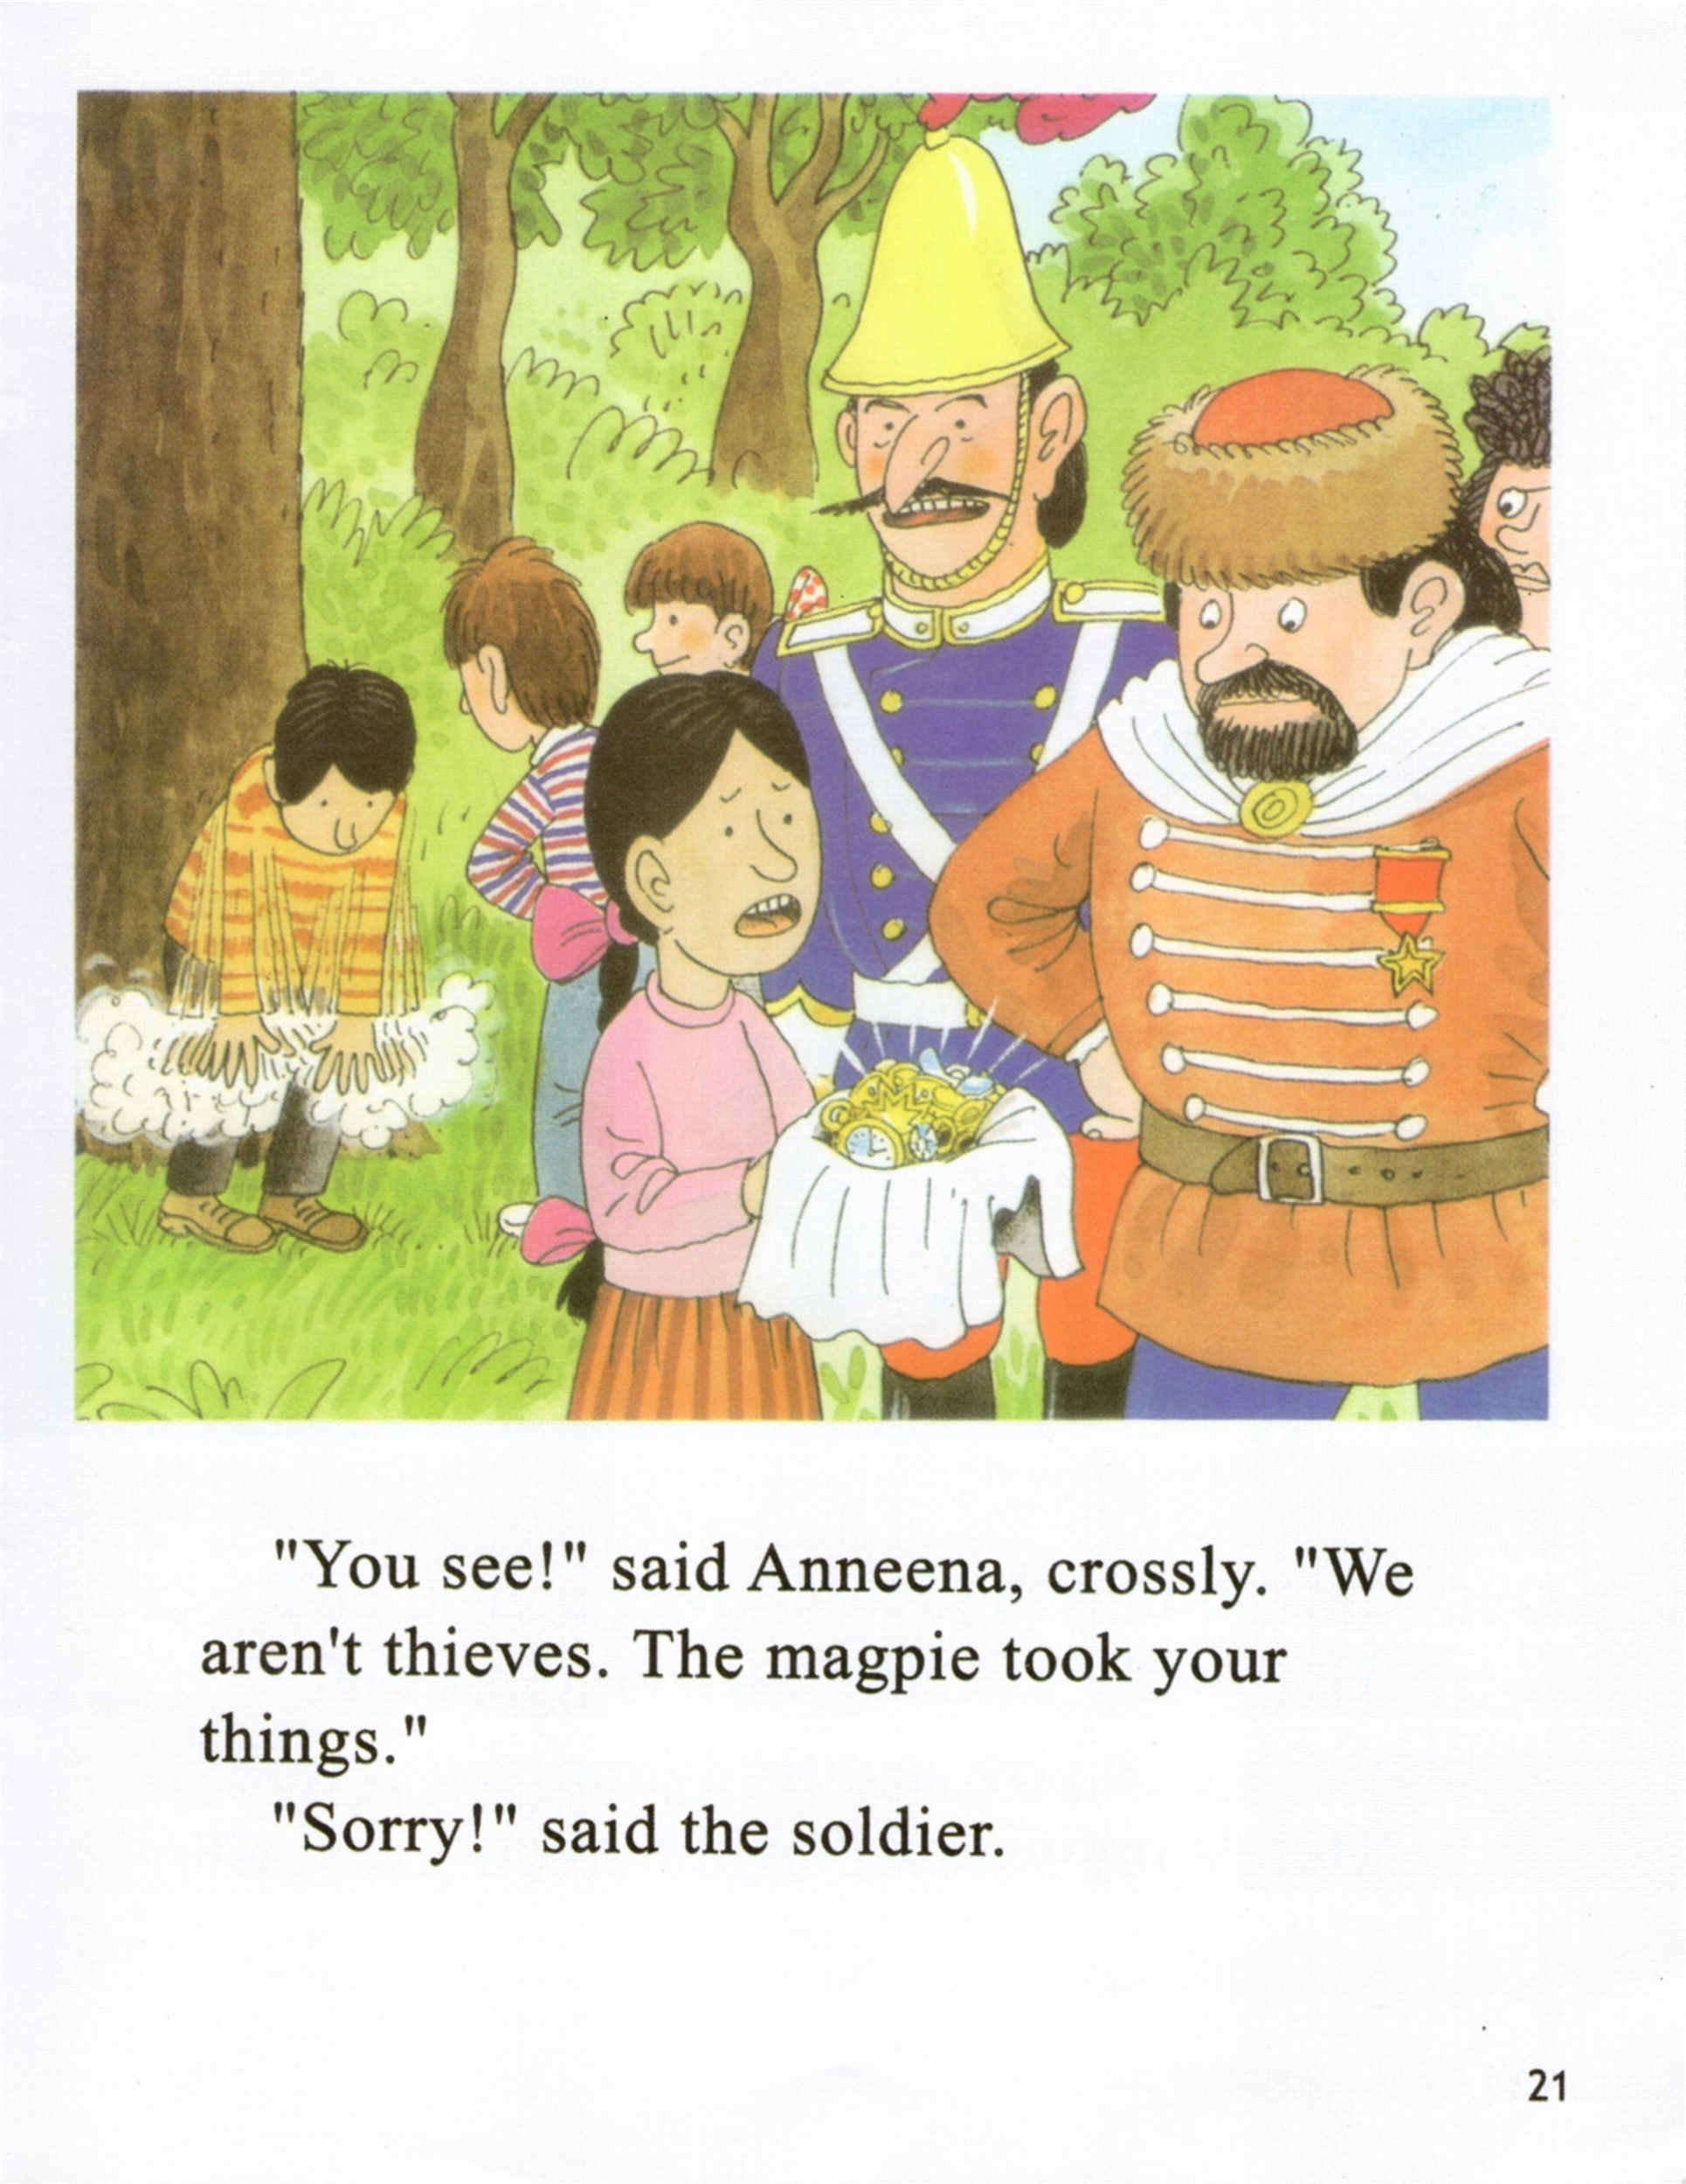 "You see!" said Anneena, crossly. "We
aren't thieves. The magpie took your
things."
"Sorry!" said the soldier.
21